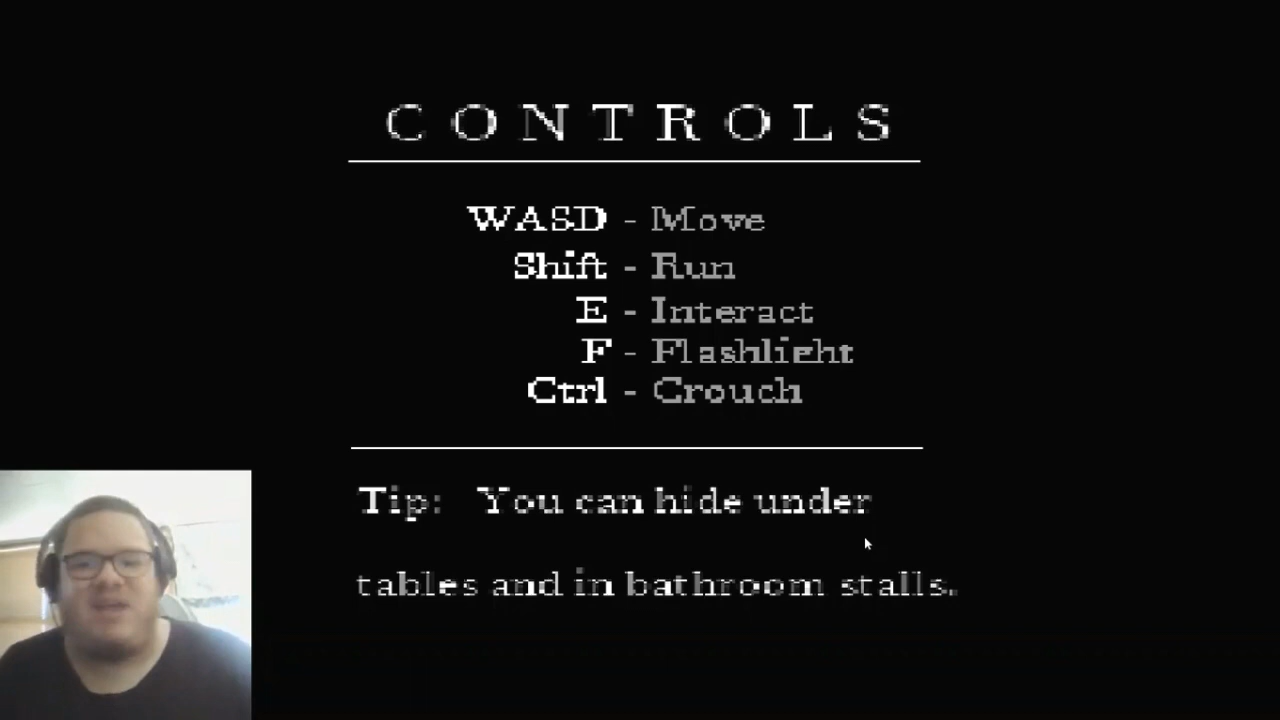 CONTROLS
WASD - Move
Shift - Run
E - Interact
F - Flashlight
Ctrl - Crouch
Tip: You can hide under
tables and in bathroom stalls.